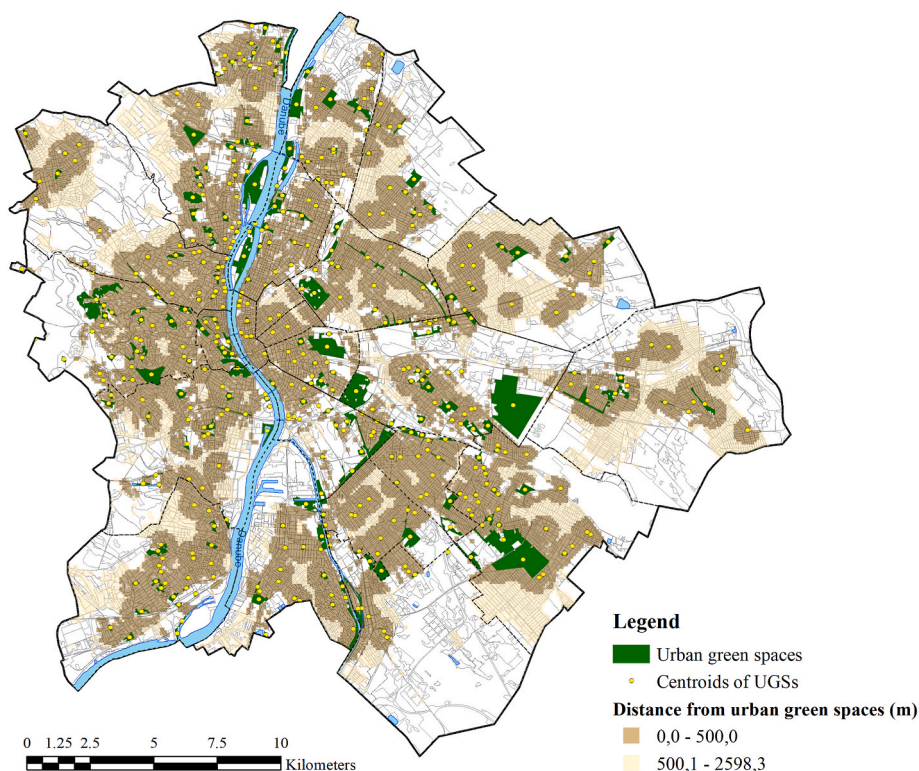 Danube
Danube
Legend
Urban green spaces
Centroids of UGSs
Distance from urban green spaces (m)
0,0 - 500,0
500,1 - 2598,3
0 1.25 2.5 5 7.5 10
Kilometers